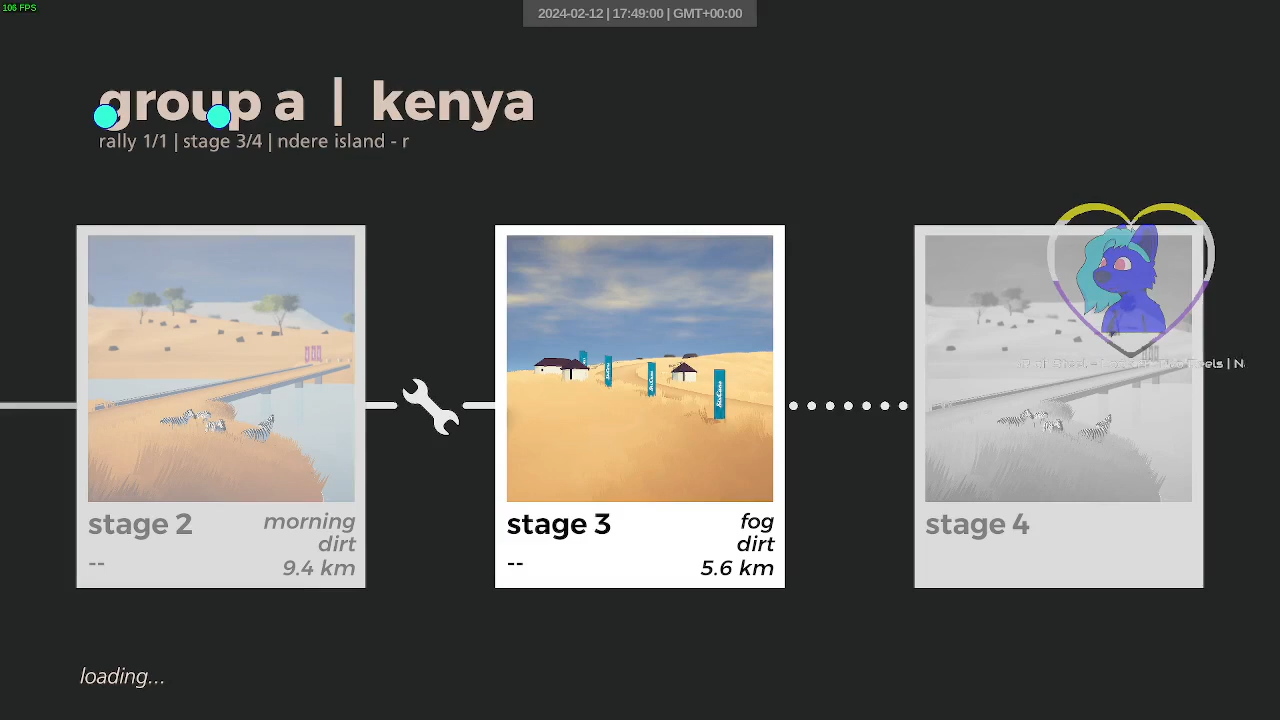 106 FPS
2024-02-12 | 17:49:00 | GMT+00:00
group a | kenya
rally 1/1 | stage 3/4 | ndere island - r
stage 2
morning
dirt
--
9.4 km
stage 3
fog
dirt
--
5.6 km
stage 4
loading...